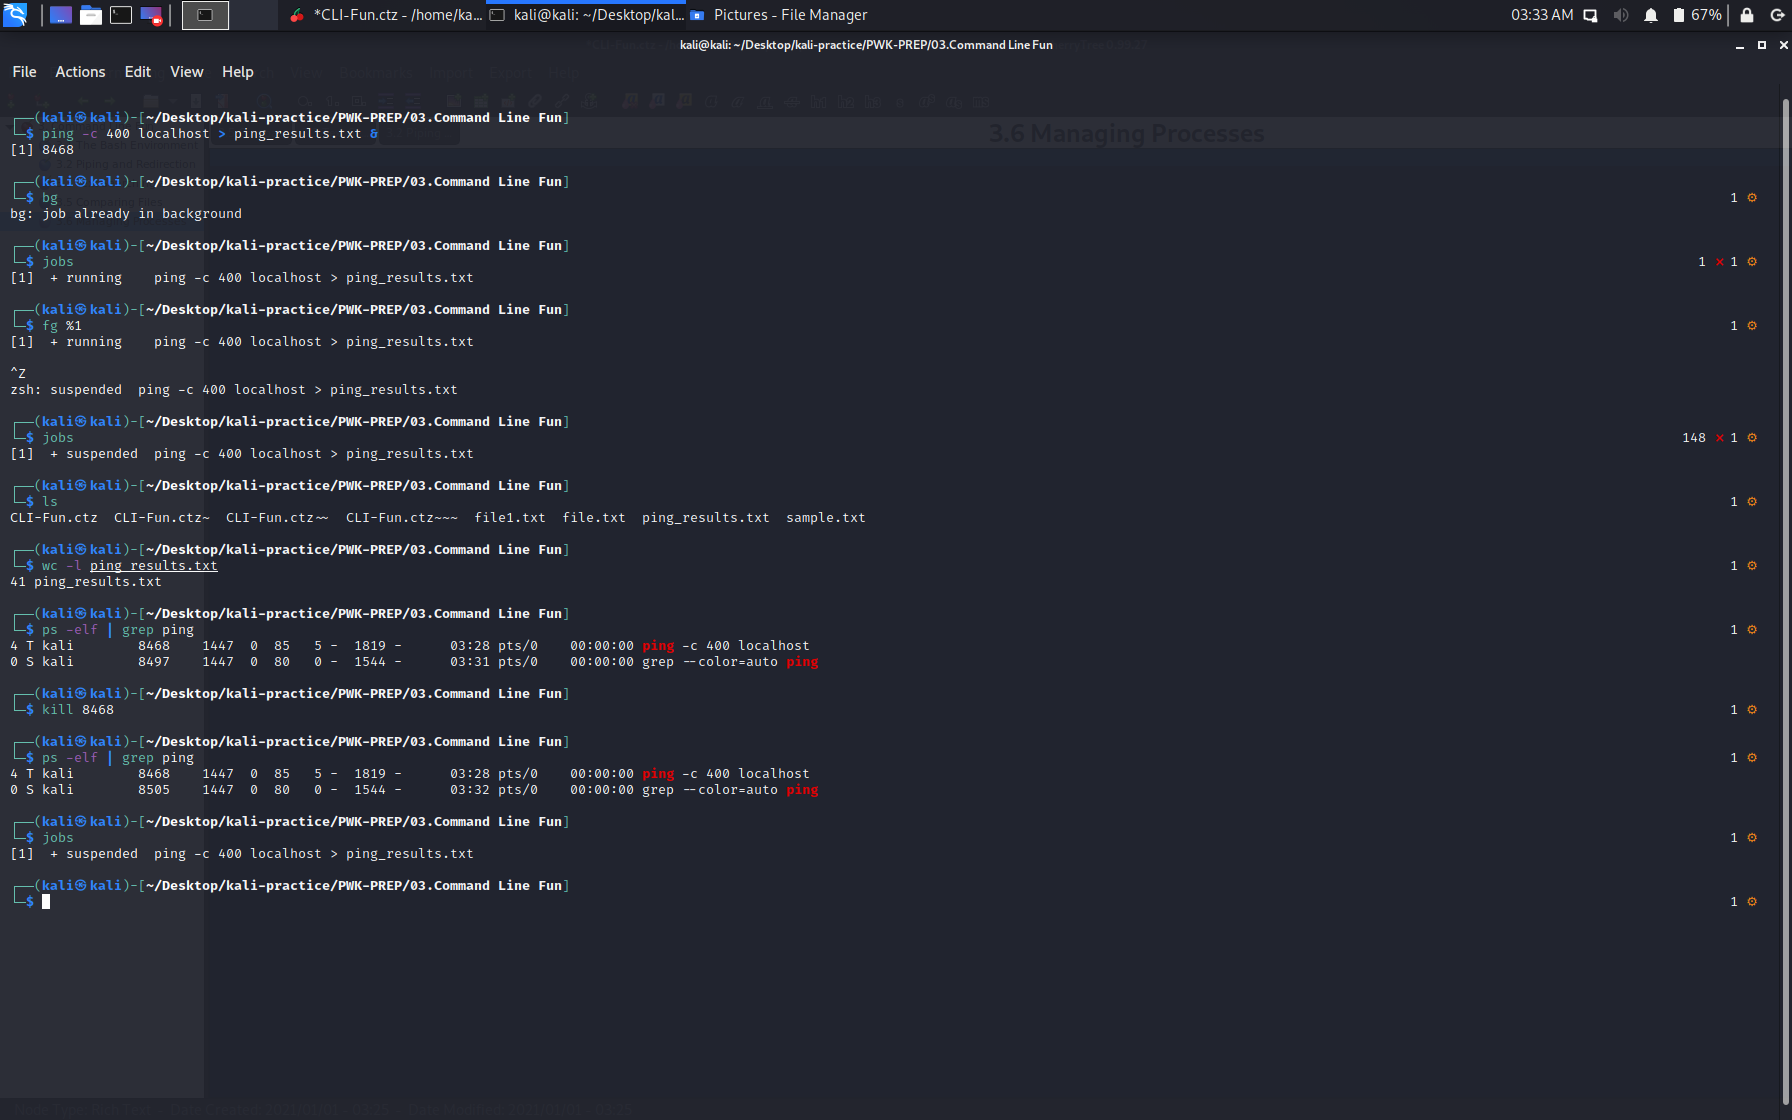 *CLI-Fun.ctz - /home/ka... kali@kali: ~/Desktop/kal... Pictures - File Manager 03:33 AM 67%
kali@kali: ~/Desktop/kali-practice/PWK-PREP/03.Command Line Fun
File Actions Edit View Help
┌──(kali㉿kali)-[~/Desktop/kali-practice/PWK-PREP/03.Command Line Fun]
└─$ ping -c 400 localhost > ping_results.txt &
3.6 Managing Processes
[1] 8468
┌──(kali㉿kali)-[~/Desktop/kali-practice/PWK-PREP/03.Command Line Fun]
└─$ bg 1 ⚙
bg: job already in background
┌──(kali㉿kali)-[~/Desktop/kali-practice/PWK-PREP/03.Command Line Fun]
└─$ jobs 1 ⨯ 1 ⚙
[1]  + running    ping -c 400 localhost > ping_results.txt
┌──(kali㉿kali)-[~/Desktop/kali-practice/PWK-PREP/03.Command Line Fun]
└─$ fg %1 1 ⚙
[1]  + running    ping -c 400 localhost > ping_results.txt
^Z
zsh: suspended  ping -c 400 localhost > ping_results.txt
┌──(kali㉿kali)-[~/Desktop/kali-practice/PWK-PREP/03.Command Line Fun]
└─$ jobs 148 ⨯ 1 ⚙
[1]  + suspended  ping -c 400 localhost > ping_results.txt
┌──(kali㉿kali)-[~/Desktop/kali-practice/PWK-PREP/03.Command Line Fun]
└─$ ls 1 ⚙
CLI-Fun.ctz  CLI-Fun.ctz~  CLI-Fun.ctz~~  CLI-Fun.ctz~~~  file1.txt  file.txt  ping_results.txt  sample.txt
┌──(kali㉿kali)-[~/Desktop/kali-practice/PWK-PREP/03.Command Line Fun]
└─$ wc -l ping_results.txt 1 ⚙
41 ping_results.txt
┌──(kali㉿kali)-[~/Desktop/kali-practice/PWK-PREP/03.Command Line Fun]
└─$ ps -elf | grep ping 1 ⚙
4 T kali        8468    1447  0  85   5 -  1819 -      03:28 pts/0    00:00:00 ping -c 400 localhost
0 S kali        8497    1447  0  80   0 -  1544 -      03:31 pts/0    00:00:00 grep --color=auto ping
┌──(kali㉿kali)-[~/Desktop/kali-practice/PWK-PREP/03.Command Line Fun]
└─$ kill 8468 1 ⚙
┌──(kali㉿kali)-[~/Desktop/kali-practice/PWK-PREP/03.Command Line Fun]
└─$ ps -elf | grep ping 1 ⚙
4 T kali        8468    1447  0  85   5 -  1819 -      03:28 pts/0    00:00:00 ping -c 400 localhost
0 S kali        8505    1447  0  80   0 -  1544 -      03:32 pts/0    00:00:00 grep --color=auto ping
┌──(kali㉿kali)-[~/Desktop/kali-practice/PWK-PREP/03.Command Line Fun]
└─$ jobs 1 ⚙
[1]  + suspended  ping -c 400 localhost > ping_results.txt
┌──(kali㉿kali)-[~/Desktop/kali-practice/PWK-PREP/03.Command Line Fun]
└─$ 1 ⚙